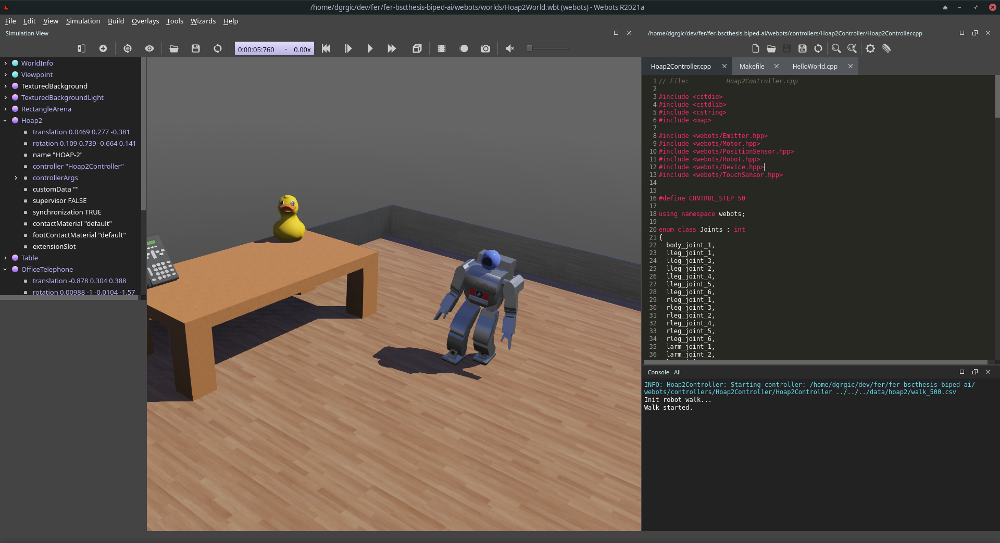 /home/dgrgic/dev/fer/fer-bscthesis-biped-ai/webots/worlds/Hoap2World.wbt (webots) - Webots R2021a
File Edit View Simulation Build Overlays Tools Wizards Help
Simulation View
0:00:05:760 - 0.00x
WorldInfo
Viewpoint
TexturedBackground
TexturedBackgroundLight
RectangleArena
Hoap2
translation 0.0469 0.277 -0.381
rotation 0.109 0.739 -0.664 0.141
name "HOAP-2"
controller "Hoap2Controller"
controllerArgs
customData ""
supervisor FALSE
synchronization TRUE
contactMaterial "default"
footContactMaterial "default"
extensionSlot
Table
OfficeTelephone
translation -0.878 0.304 0.388
rotation 0.00988 -1 -0.0104 -1.57
FUJITSU
/home/dgrgic/dev/fer/fer-bscthesis-biped-ai/webots/controllers/Hoap2Controller/Hoap2Controller.cpp
Hoap2Controller.cpp Makefile HelloWorld.cpp
1 // File: Hoap2Controller.cpp
2
3 #include <cstdio>
4 #include <cstdlib>
5 #include <cstring>
6 #include <map>
7
8 #include <webots/Emitter.hpp>
9 #include <webots/Motor.hpp>
10 #include <webots/PositionSensor.hpp>
11 #include <webots/Robot.hpp>
12 #include <webots/Device.hpp>
13 #include <webots/TouchSensor.hpp>
14
15
16 #define CONTROL_STEP 50
17
18 using namespace webots;
19
20 enum class Joints : int
21 {
22 body_joint_1,
23 lleg_joint_1,
24 lleg_joint_3,
25 lleg_joint_2,
26 lleg_joint_4,
27 lleg_joint_5,
28 lleg_joint_6,
29 rleg_joint_1,
30 rleg_joint_3,
31 rleg_joint_2,
32 rleg_joint_4,
33 rleg_joint_5,
34 rleg_joint_6,
35 larm_joint_1,
36 larm_joint_2,
Console - All
INFO: Hoap2Controller: Starting controller: /home/dgrgic/dev/fer/fer-bscthesis-biped-ai/
webots/controllers/Hoap2Controller/Hoap2Controller ../../../data/hoap2/walk_500.csv
Init robot walk...
Walk started.